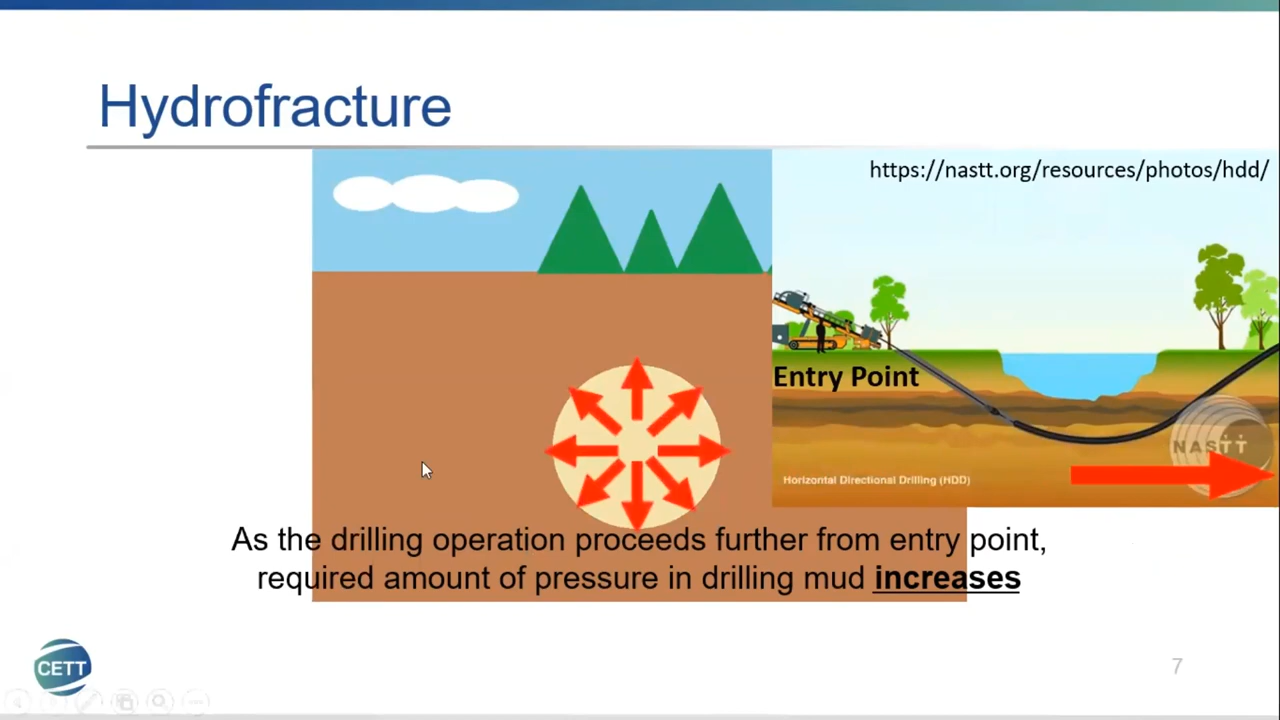 Hydrofracture
https://nastt.org/resources/photos/hdd/
Entry Point
NASTT
Horizontal Directional Drilling (HDD)
As the drilling operation proceeds further from entry point,
required amount of pressure in drilling mud increases
CETT
7